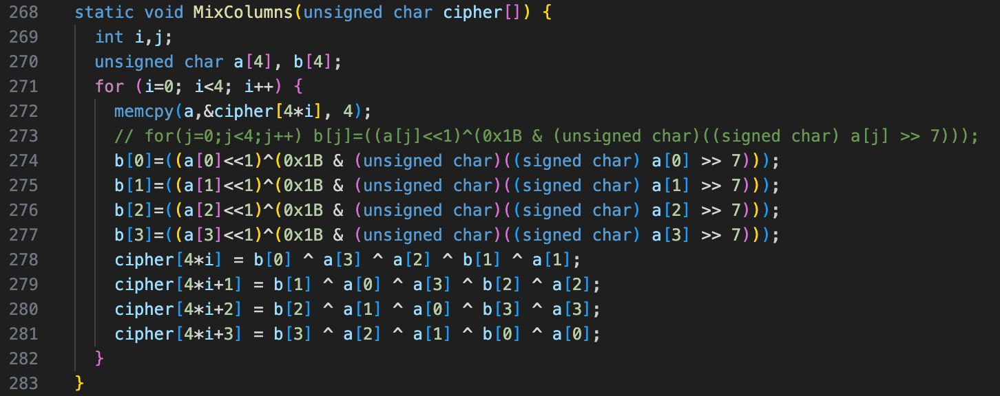 268 static void MixColumns(unsigned char cipher[]) {
269 int i,j;
270 unsigned char a[4], b[4];
271 for (i=0; i<4; i++) {
272 memcpy(a,&cipher[4*i], 4);
273 // for(j=0;j<4;j++) b[j]=((a[j]<<1)^(0x1B & (unsigned char)((signed char) a[j] >> 7)));
274 b[0]=((a[0]<<1)^(0x1B & (unsigned char)((signed char) a[0] >> 7)));
275 b[1]=((a[1]<<1)^(0x1B & (unsigned char)((signed char) a[1] >> 7)));
276 b[2]=((a[2]<<1)^(0x1B & (unsigned char)((signed char) a[2] >> 7)));
277 b[3]=((a[3]<<1)^(0x1B & (unsigned char)((signed char) a[3] >> 7)));
278 cipher[4*i] = b[0] ^ a[3] ^ a[2] ^ b[1] ^ a[1];
279 cipher[4*i+1] = b[1] ^ a[0] ^ a[3] ^ b[2] ^ a[2];
280 cipher[4*i+2] = b[2] ^ a[1] ^ a[0] ^ b[3] ^ a[3];
281 cipher[4*i+3] = b[3] ^ a[2] ^ a[1] ^ b[0] ^ a[0];
282 }
283 }